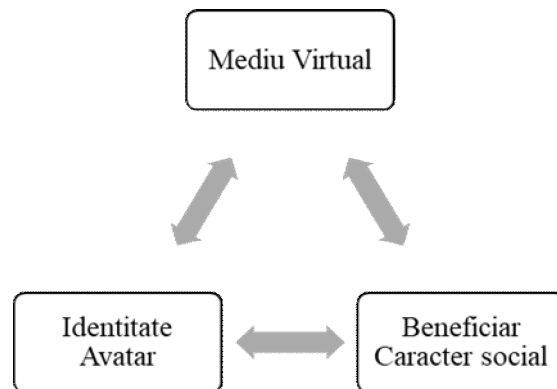 Mediu Virtual
Identitate
Avatar
Beneficiar
Caracter social